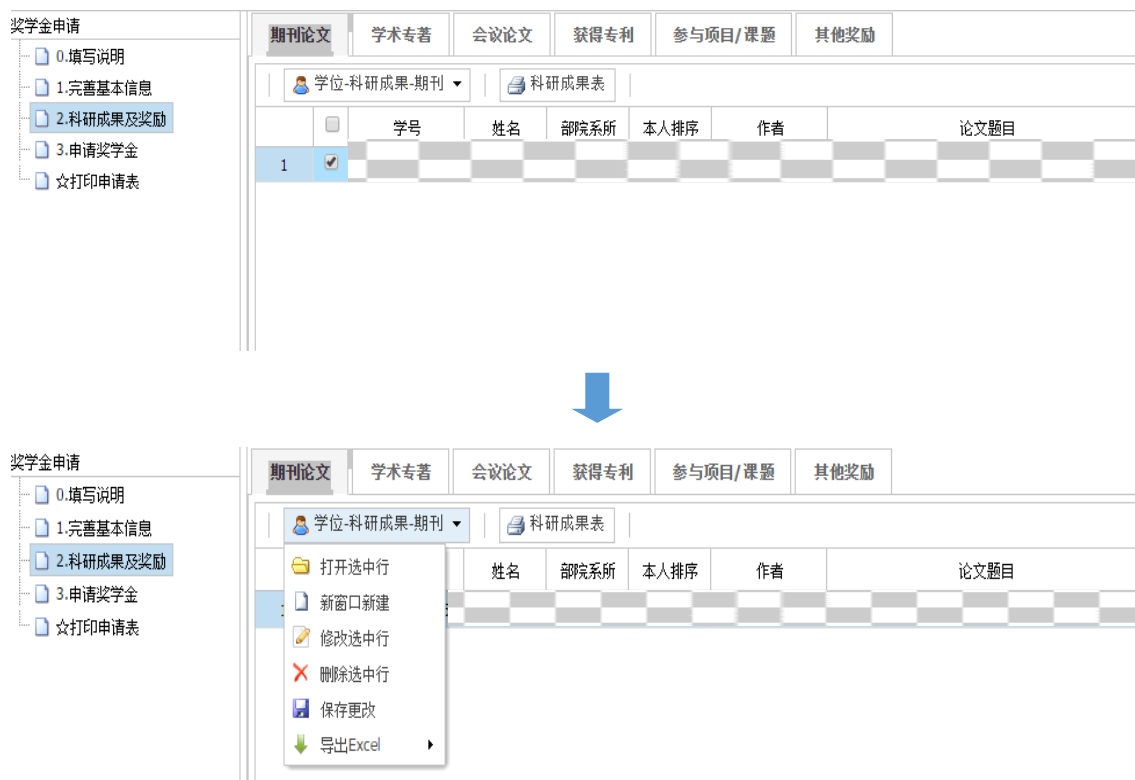 奖学金申请
0.填写说明
1.完善基本信息
2.科研成果及奖励
3.申请奖学金
☆打印申请表
期刊论文 学术专著 会议论文 获得专利 参与项目/课题 其他奖励
学位-科研成果-期刊 科研成果表
学号 姓名 部院系所 本人排序 作者 论文题目
1
奖学金申请
0.填写说明
1.完善基本信息
2.科研成果及奖励
3.申请奖学金
☆打印申请表
期刊论文 学术专著 会议论文 获得专利 参与项目/课题 其他奖励
学位-科研成果-期刊 科研成果表
姓名 部院系所 本人排序 作者 论文题目
打开选中行
新窗口新建
修改选中行
删除选中行
保存更改
导出Excel